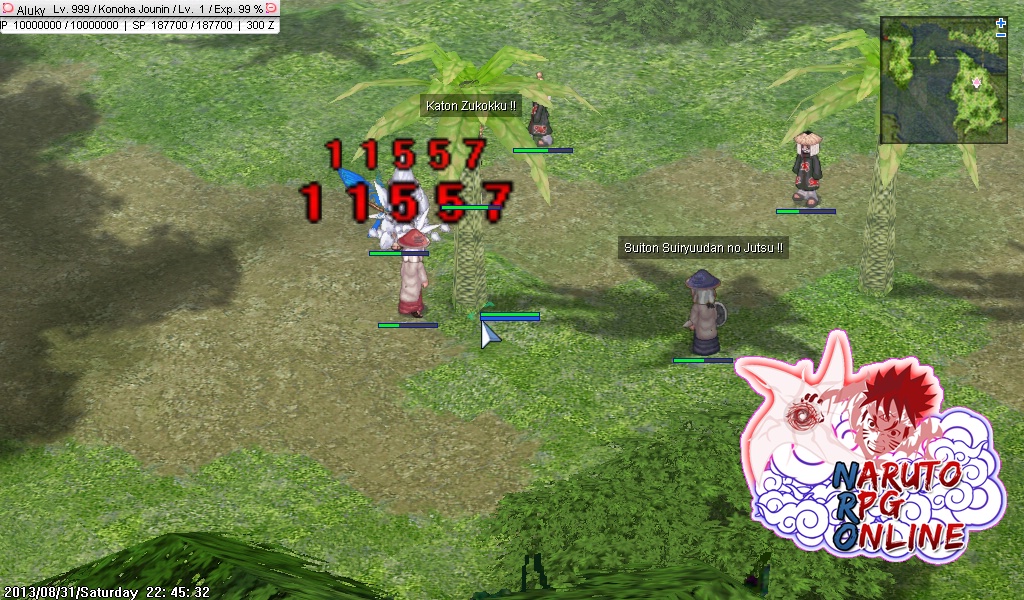 Aluky Lv. 999 / Konoha Jounin / Lv. 1 / Exp. 99 %
P 10000000 / 10000000 | SP 187700 / 187700 | 300 Z
Katon Zukokku !!
11557
11557
Suiton Suiryuudan no Jutsu !!
NARUTO
RPG
ONLINE
2013/08/31/Saturday 22:45:32